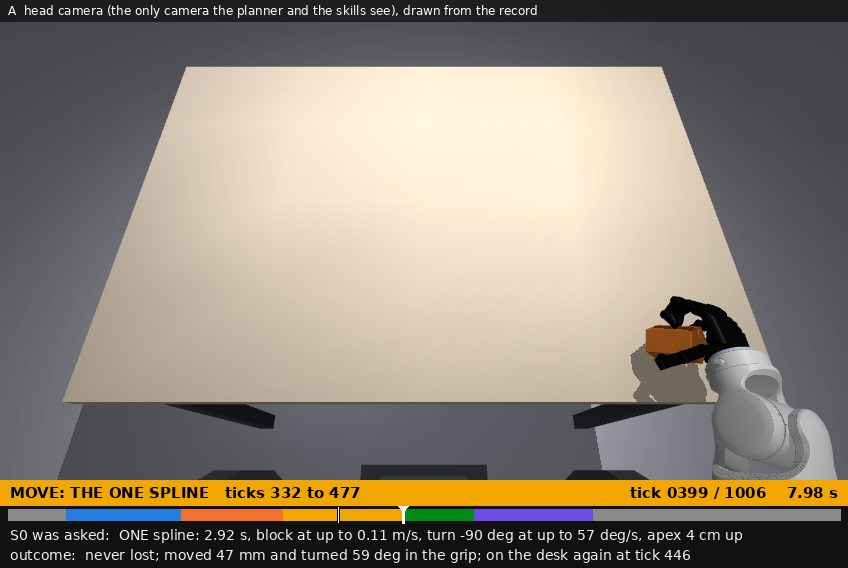 A  head camera (the only camera the planner and the skills see), drawn from the record
MOVE: THE ONE SPLINE   ticks 332 to 477
tick 0399 / 1006    7.98 s
S0 was asked:  ONE spline: 2.92 s, block at up to 0.11 m/s, turn -90 deg at up to 57 deg/s, apex 4 cm up
outcome:  never lost; moved 47 mm and turned 59 deg in the grip; on the desk again at tick 446